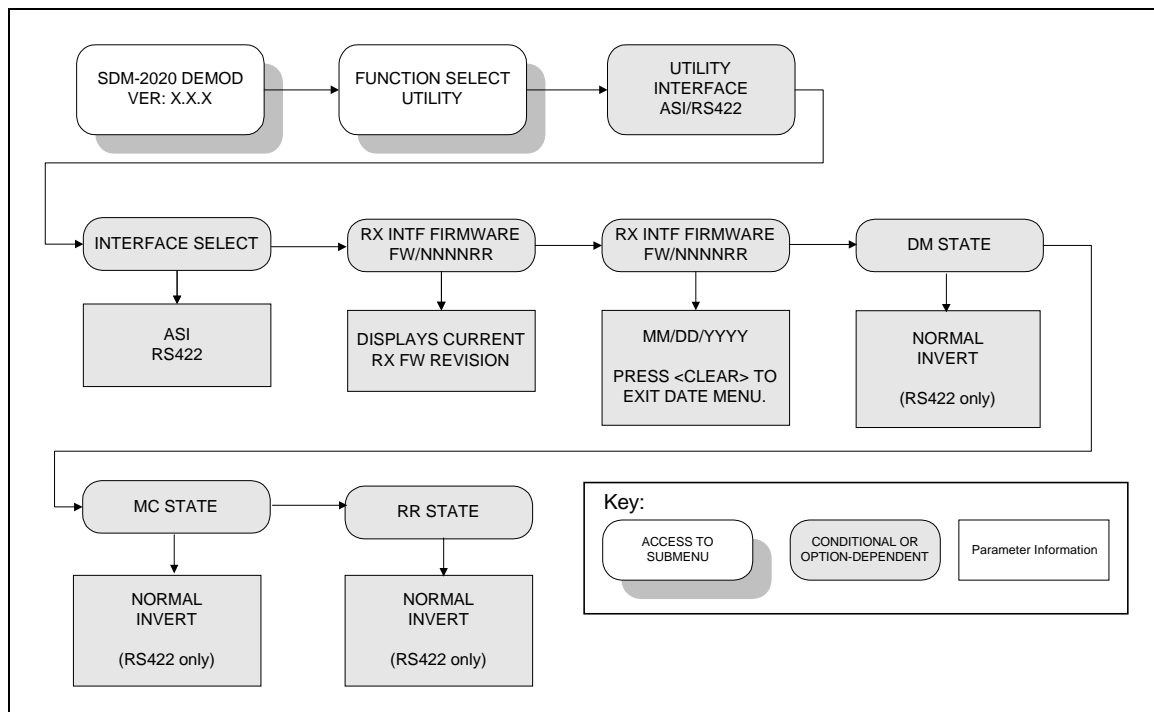 SDM-2020 DEMOD
VER: X.X.X
FUNCTION SELECT
UTILITY
UTILITY
INTERFACE
ASI/RS422
INTERFACE SELECT
RX INTF FIRMWARE
FW/NNNNRR
RX INTF FIRMWARE
FW/NNNNRR
DM STATE
ASI
RS422
DISPLAYS CURRENT
RX FW REVISION
MM/DD/YYYY
PRESS <CLEAR> TO
EXIT DATE MENU.
NORMAL
INVERT
(RS422 only)
MC STATE
RR STATE
NORMAL
INVERT
(RS422 only)
NORMAL
INVERT
(RS422 only)
Key:
ACCESS TO
SUBMENU
CONDITIONAL OR
OPTION-DEPENDENT
Parameter Information